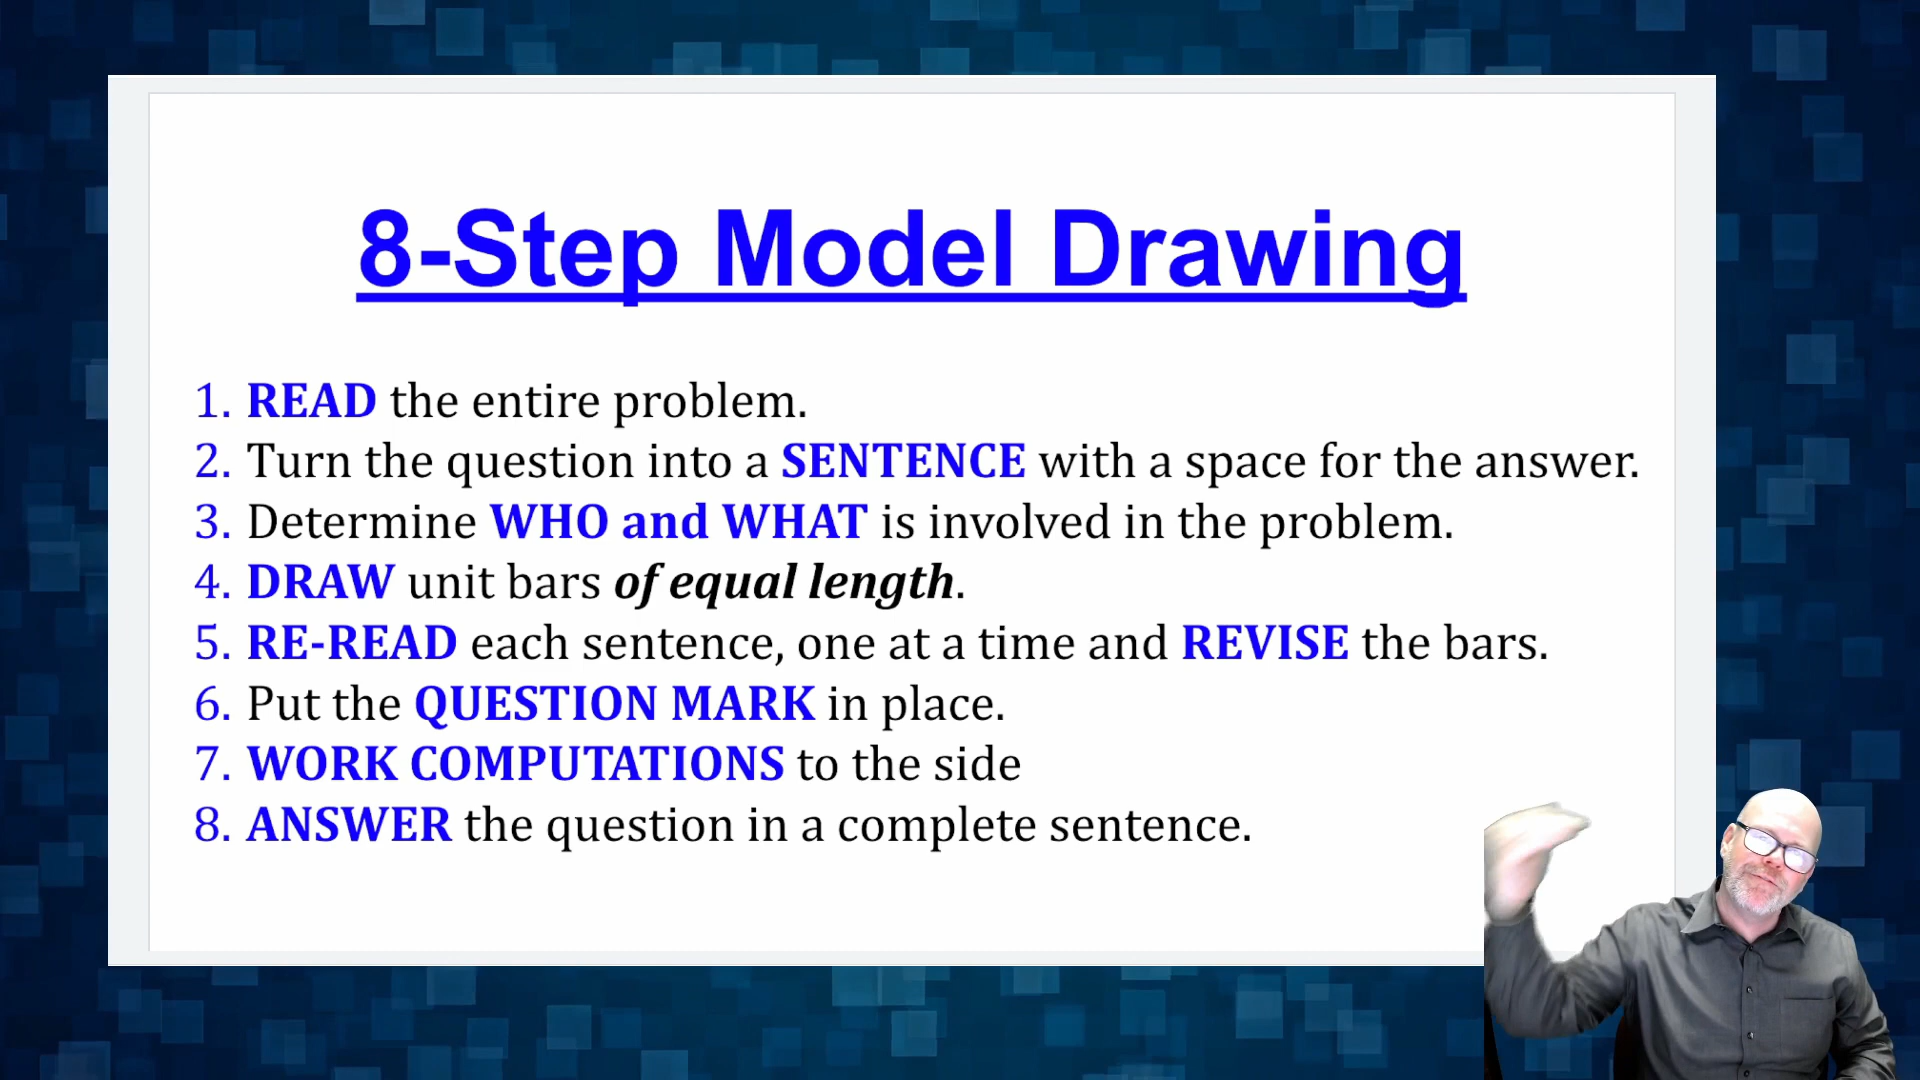 8-Step Model Drawing
1. READ the entire problem.
2. Turn the question into a SENTENCE with a space for the answer.
3. Determine WHO and WHAT is involved in the problem.
4. DRAW unit bars of equal length.
5. RE-READ each sentence, one at a time and REVISE the bars.
6. Put the QUESTION MARK in place.
7. WORK COMPUTATIONS to the side
8. ANSWER the question in a complete sentence.